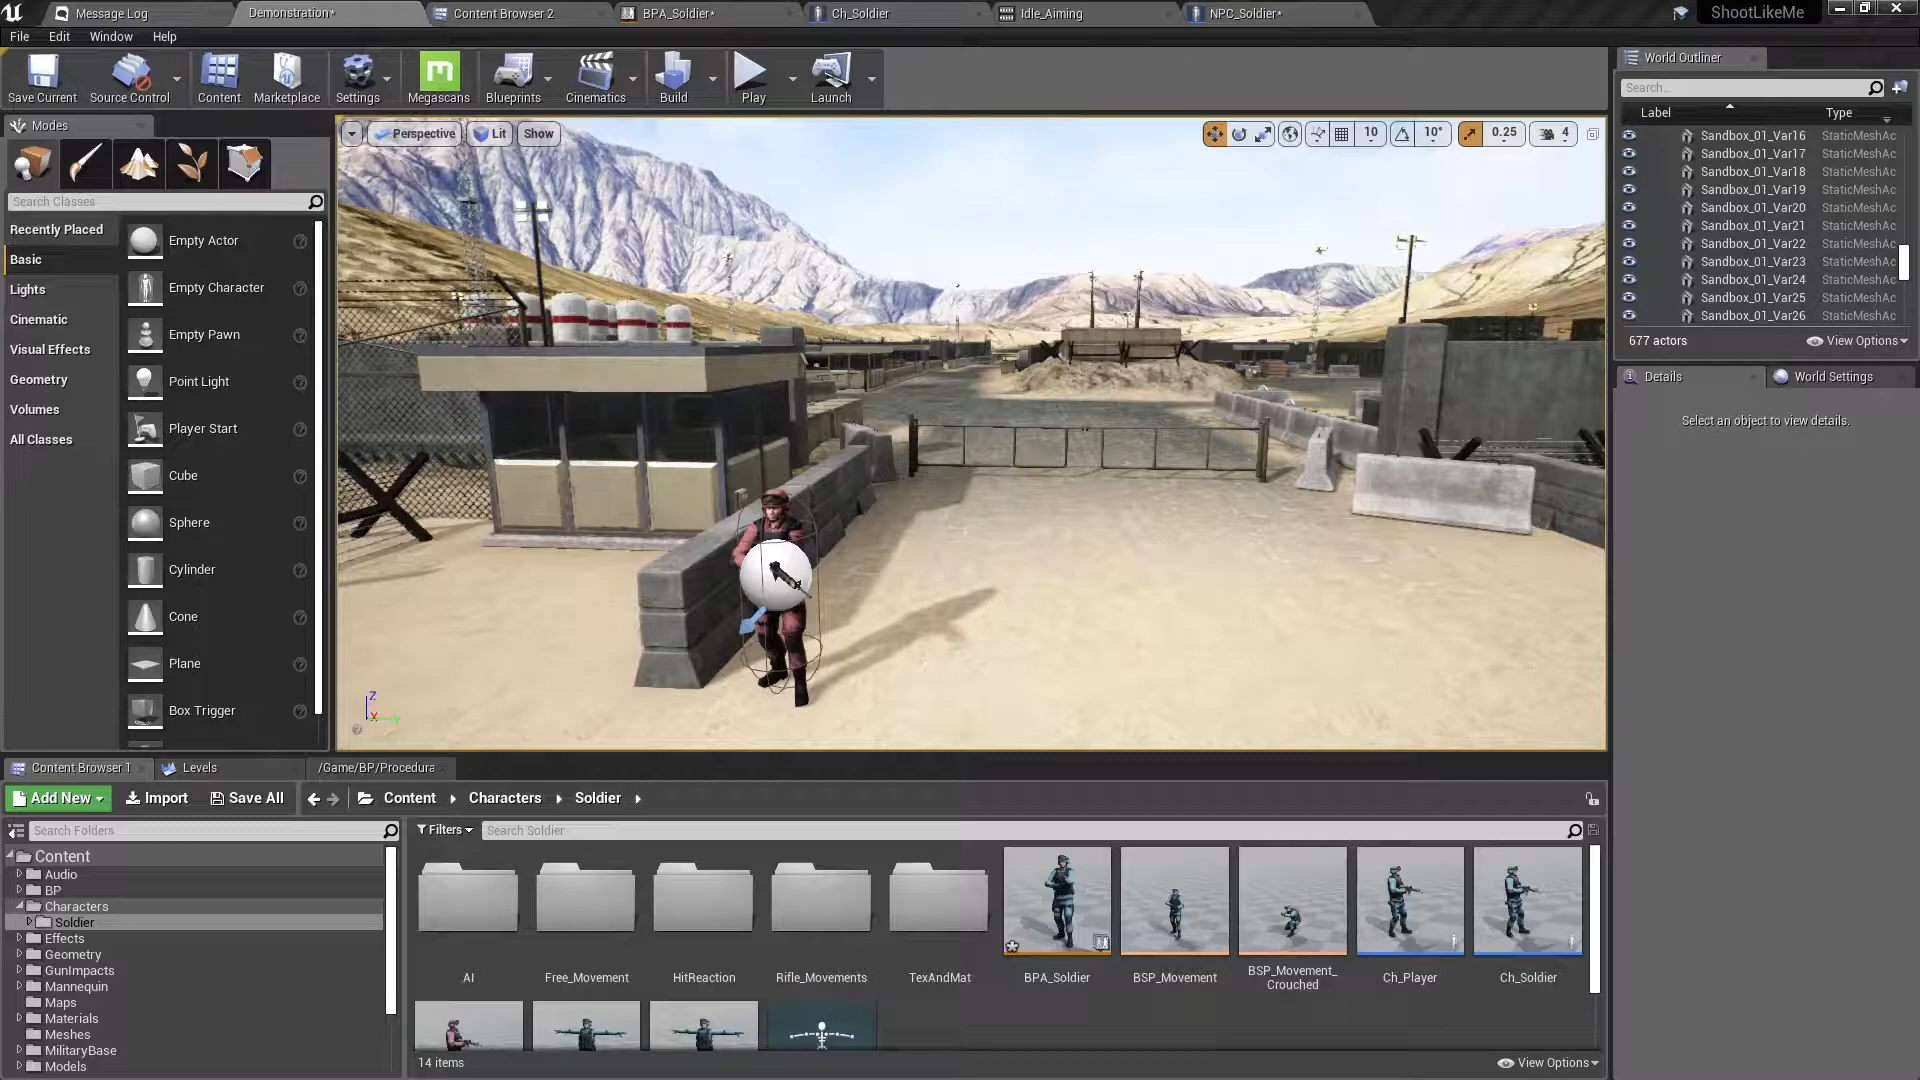 Message Log
Demonstration*
Content Browser 2
BPA_Soldier*
Ch_Soldier
Idle_Aiming
NPC_Soldier*
ShootLikeMe
File Edit Window Help
Save Current
Source Control
Content
Marketplace
Settings
Megascans
Blueprints
Cinematics
Build
Play
Launch
Modes
Search Classes
Recently Placed
Basic
Lights
Cinematic
Visual Effects
Geometry
Volumes
All Classes
Empty Actor
Empty Character
Empty Pawn
Point Light
Player Start
Cube
Sphere
Cylinder
Cone
Plane
Box Trigger
Perspective
Lit
Show
10
10°
0.25
4
Z
X
World Outliner
Search...
Label Type
Sandbox_01_Var16 StaticMeshAc
Sandbox_01_Var17 StaticMeshAc
Sandbox_01_Var18 StaticMeshAc
Sandbox_01_Var19 StaticMeshAc
Sandbox_01_Var20 StaticMeshAc
Sandbox_01_Var21 StaticMeshAc
Sandbox_01_Var22 StaticMeshAc
Sandbox_01_Var23 StaticMeshAc
Sandbox_01_Var24 StaticMeshAc
Sandbox_01_Var25 StaticMeshAc
Sandbox_01_Var26 StaticMeshAc
677 actors
View Options
Details
World Settings
Select an object to view details.
Content Browser 1
Levels
/Game/BP/Procedura
Add New
Import
Save All
Content
Characters
Soldier
Search Folders
Filters
Search Soldier
Content
Audio
BP
Characters
Soldier
Effects
Geometry
GunImpacts
Mannequin
Maps
Materials
Meshes
MilitaryBase
Models
AI
Free_Movement
HitReaction
Rifle_Movements
TexAndMat
BPA_Soldier
BSP_Movement
BSP_Movement_
Crouched
Ch_Player
Ch_Soldier
14 items
View Options